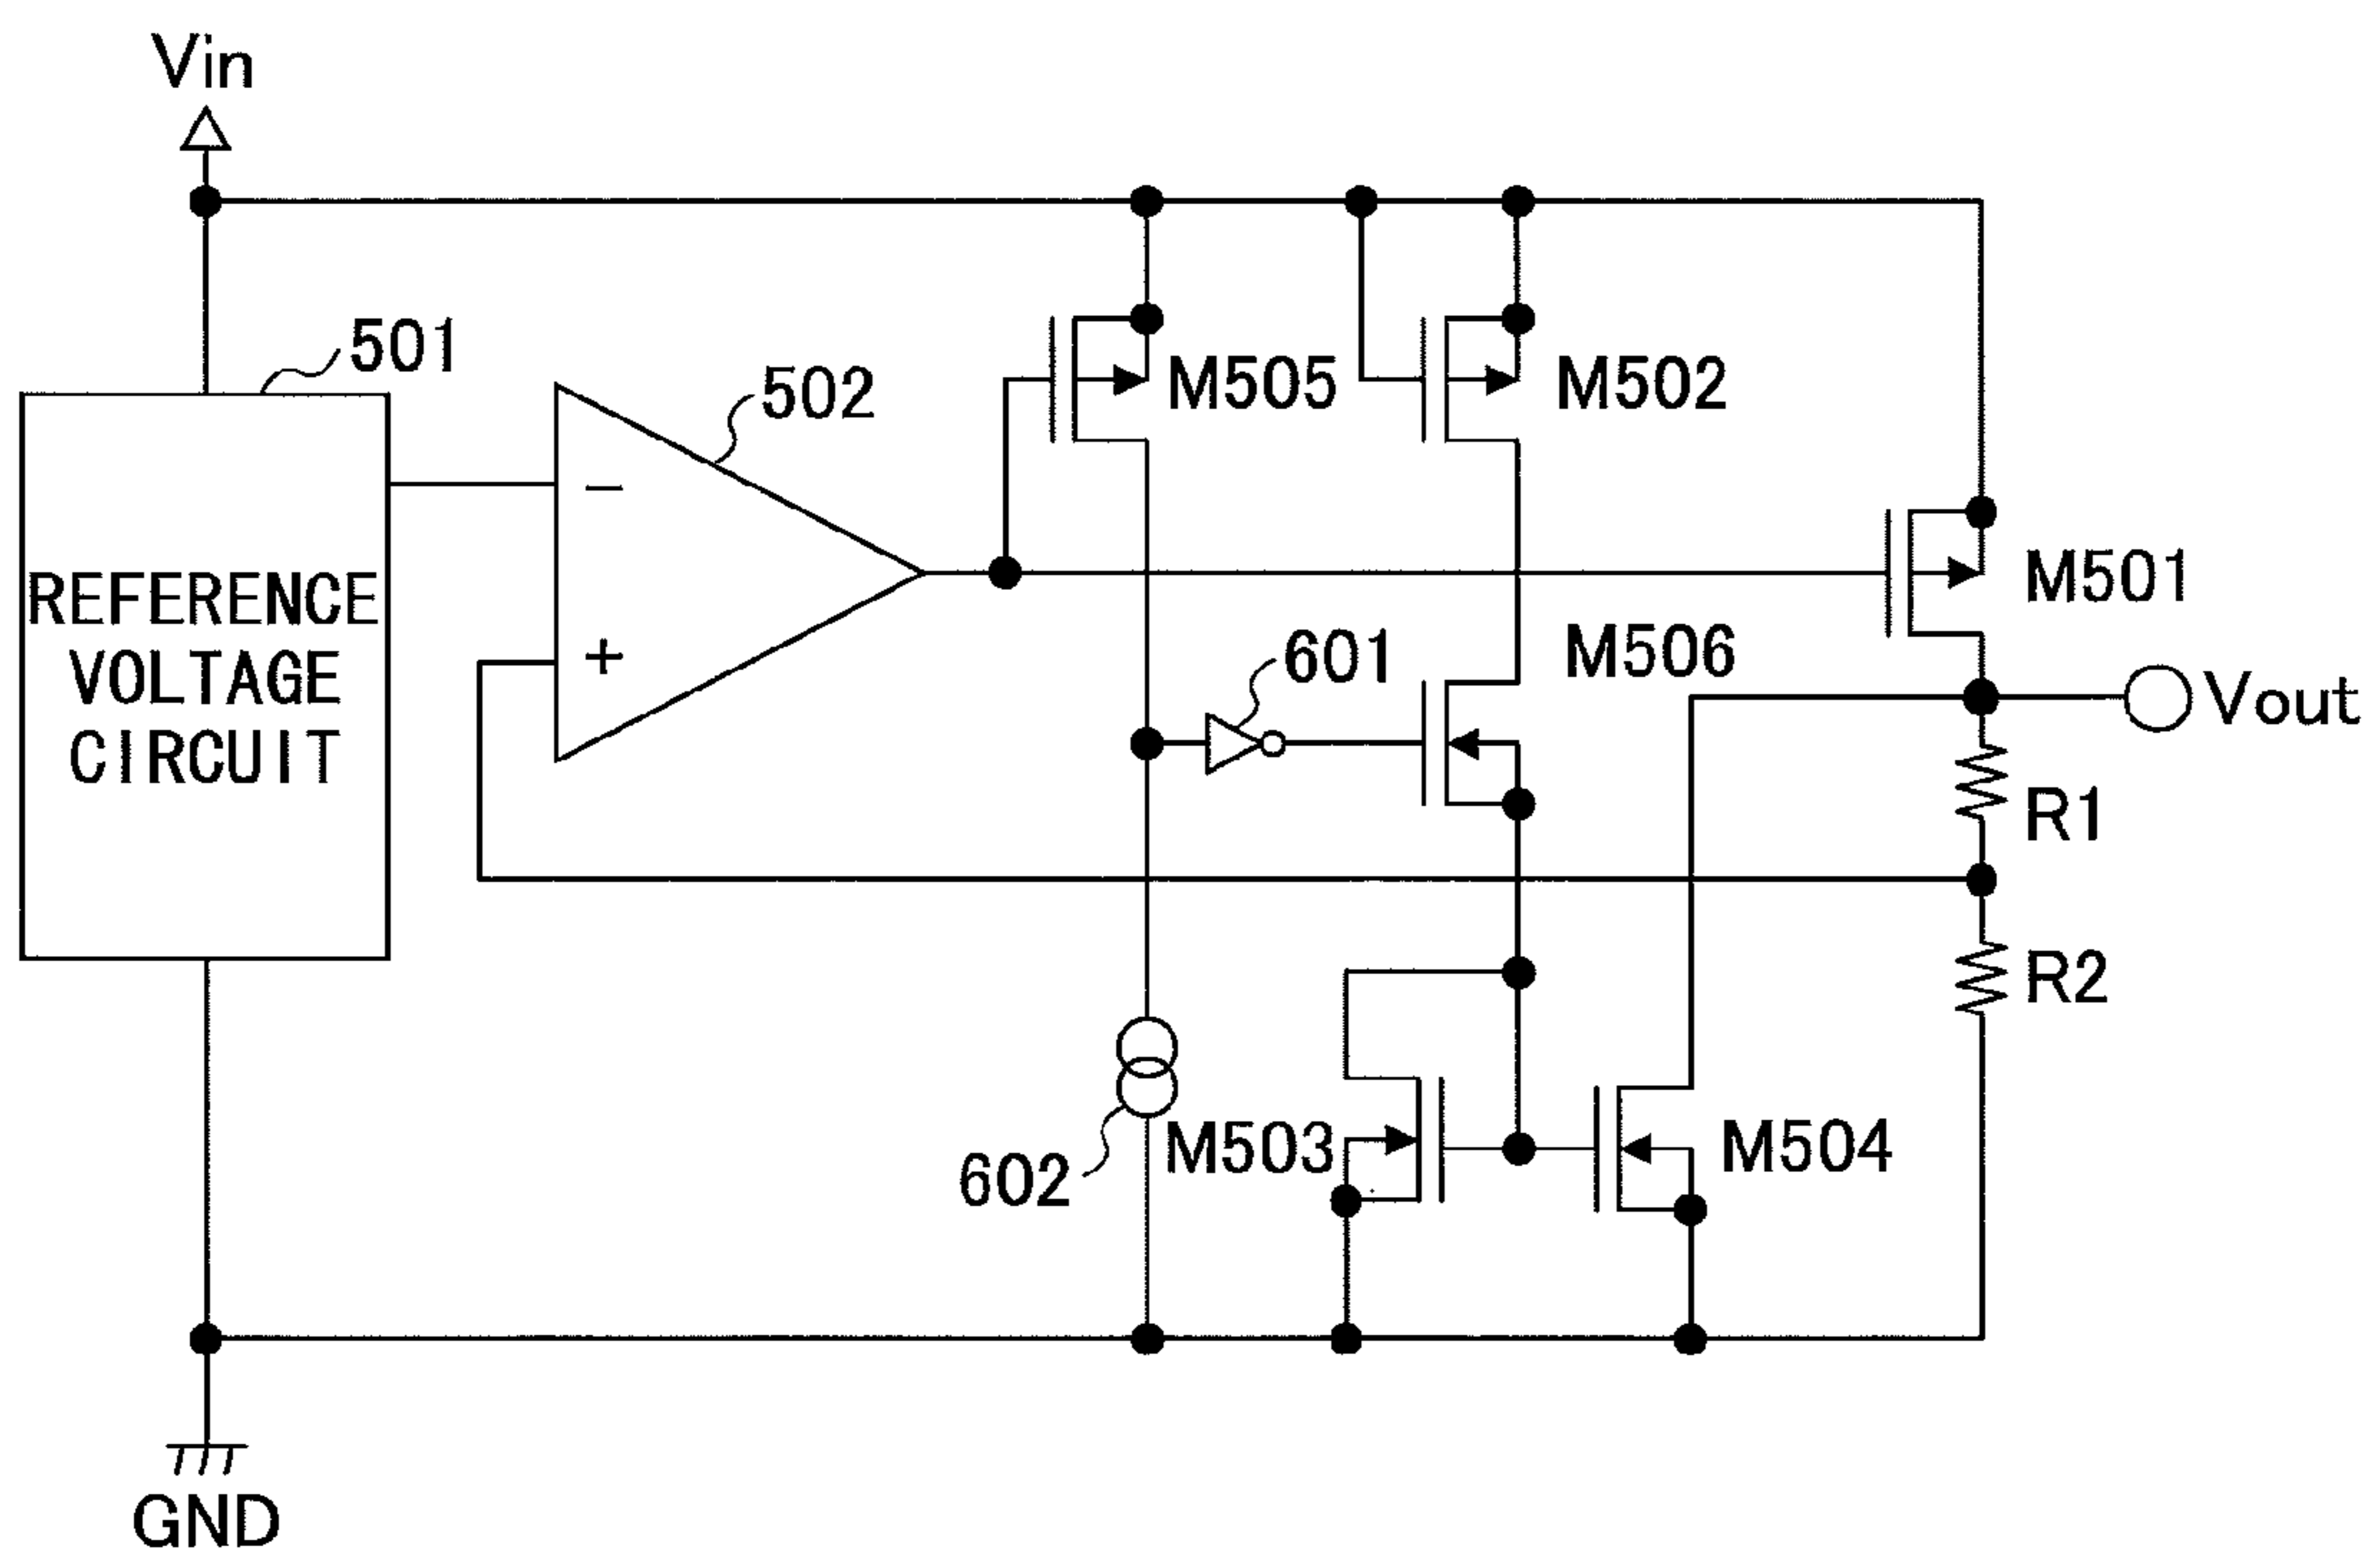 Vin
501
502
M505
M502
M501
REFERENCE
VOLTAGE
CIRCUIT
−
+
601
M506
Vout
R1
R2
602
M503
M504
GND